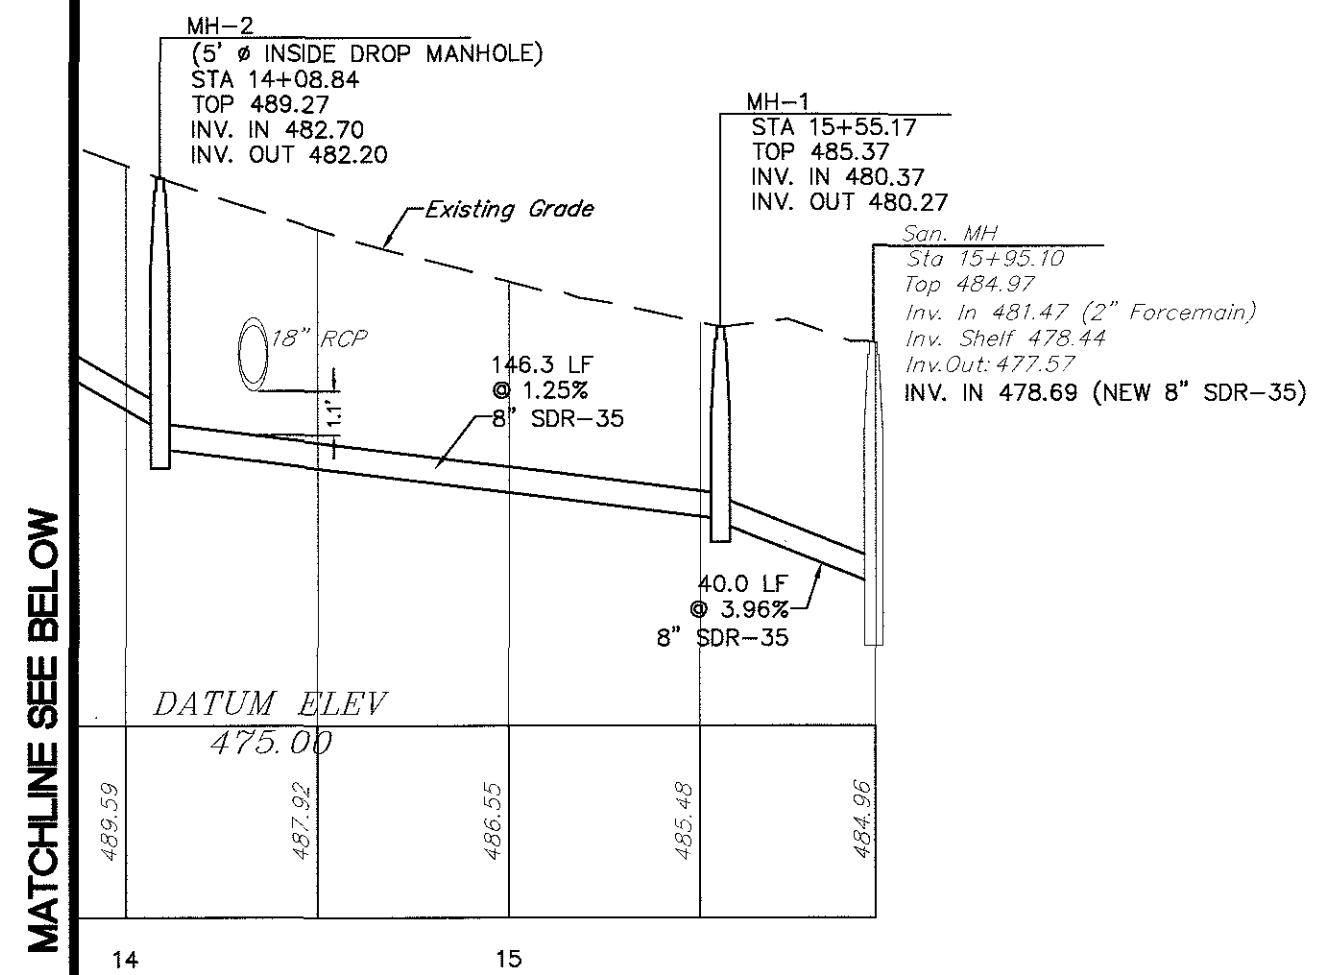 MH-2
(5' ø INSIDE DROP MANHOLE)
STA 14+08.84
TOP 489.27
INV. IN 482.70
INV. OUT 482.20
MH-1
STA 15+55.17
TOP 485.37
INV. IN 480.37
INV. OUT 480.27
Existing Grade
San. MH
Sta 15+95.10
Top 484.97
Inv. In 481.47 (2" Forcemain)
Inv. Shelf 478.44
Inv.Out: 477.57
INV. IN 478.69 (NEW 8" SDR-35)
18" RCP
1.1'
146.3 LF
@ 1.25%
8" SDR-35
40.0 LF
@ 3.96%
8" SDR-35
MATCHLINE SEE BELOW
DATUM ELEV
475.00
489.59
487.92
486.55
485.48
484.96
14
15